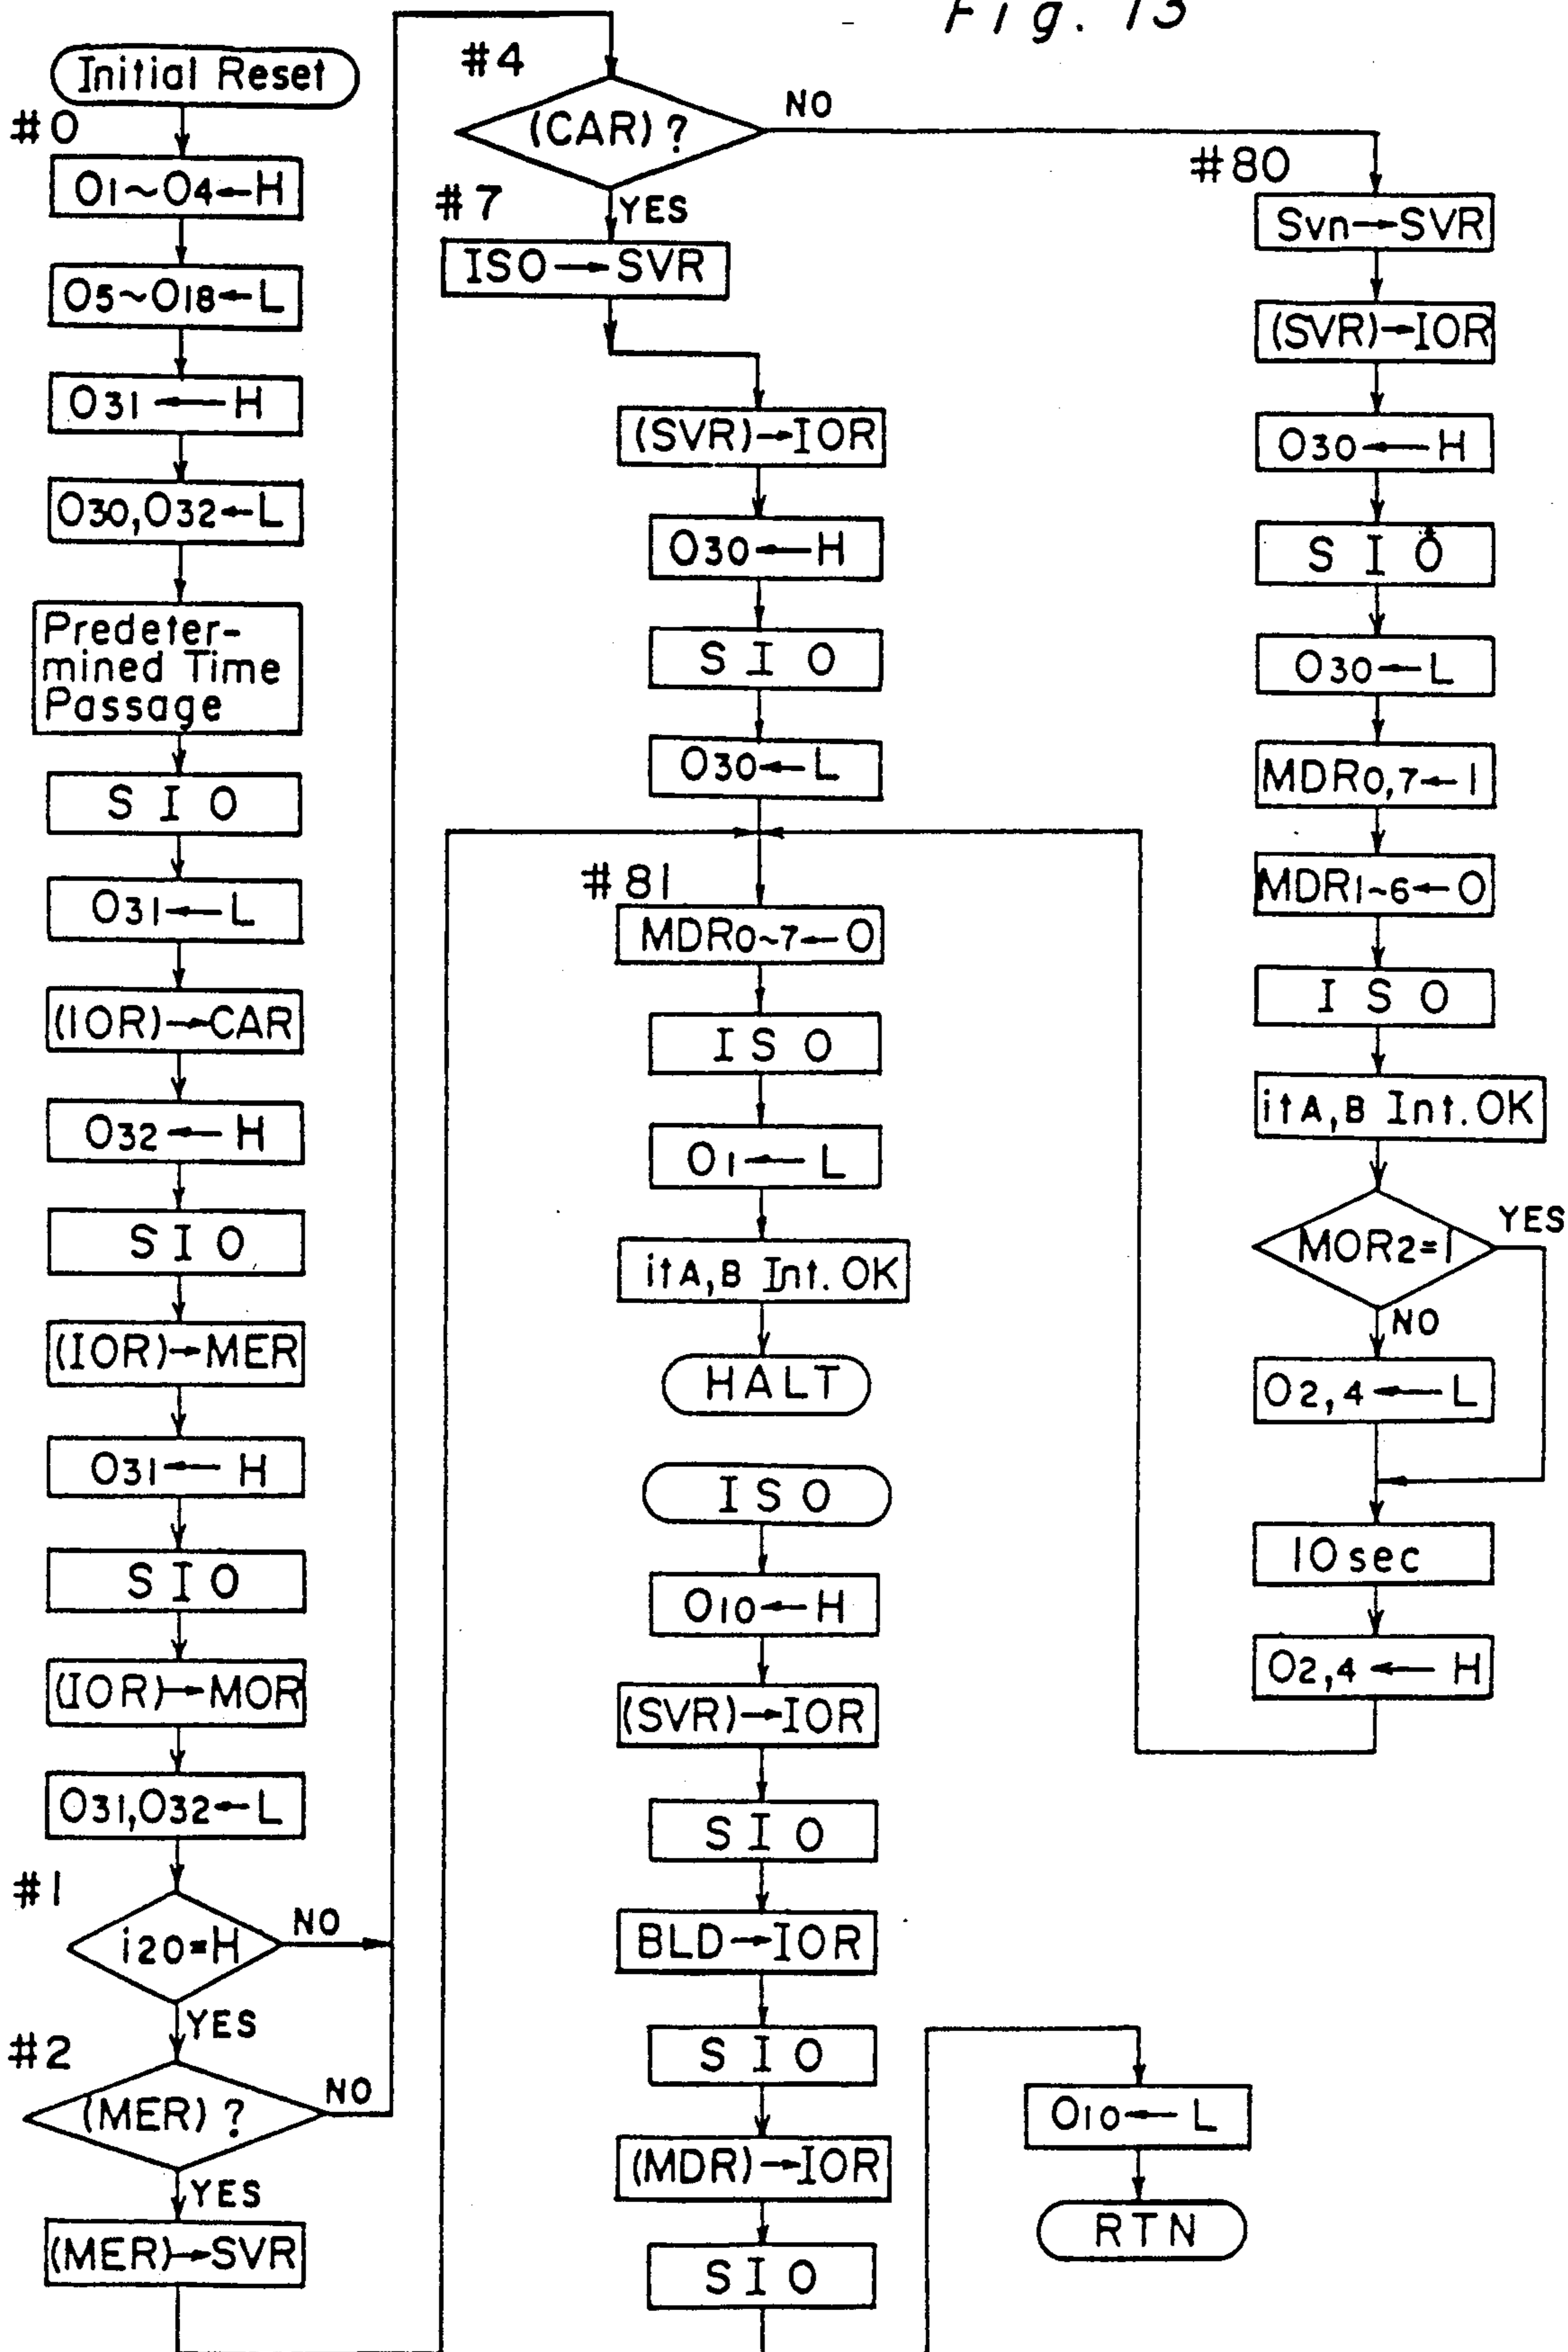 Fig. 13
Initial Reset
#0
O1~O4←H
O5~O18←L
O31←H
O30,O32←L
Predeter-
mined Time
Passage
SIO
O31←L
(IOR)→CAR
O32←H
SIO
(IOR)→MER
O31←H
SIO
(IOR)→MOR
O31,O32←L
#1
i20=H
NO
YES
#2
(MER)?
NO
YES
(MER)→SVR
#4
(CAR)?
NO
#7
YES
ISO→SVR
(SVR)→IOR
O30←H
SIO
O30←L
#81
MDR0~7←0
ISO
O1←L
itA,B Int.OK
HALT
ISO
O10←H
(SVR)→IOR
SIO
BLD→IOR
SIO
(MDR)→IOR
SIO
O10←L
RTN
#80
Svn→SVR
(SVR)→IOR
O30←H
SIO
O30←L
MDR0,7←1
MDR1~6←0
ISO
itA,B Int.OK
MOR2=1
YES
NO
O2,4←L
10sec
O2,4←H